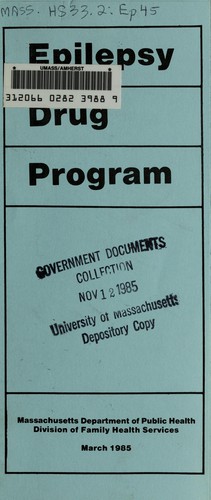 MASS. HS33.2: Ep45
Epilepsy
UMASS/AMHERST
312066 0282 3988 9
Drug
Program
GOVERNMENT DOCUMENTS
COLLECTION
NOV 12 1985
University of Massachusetts
Depository Copy
Massachusetts Department of Public Health
Division of Family Health Services
March 1985